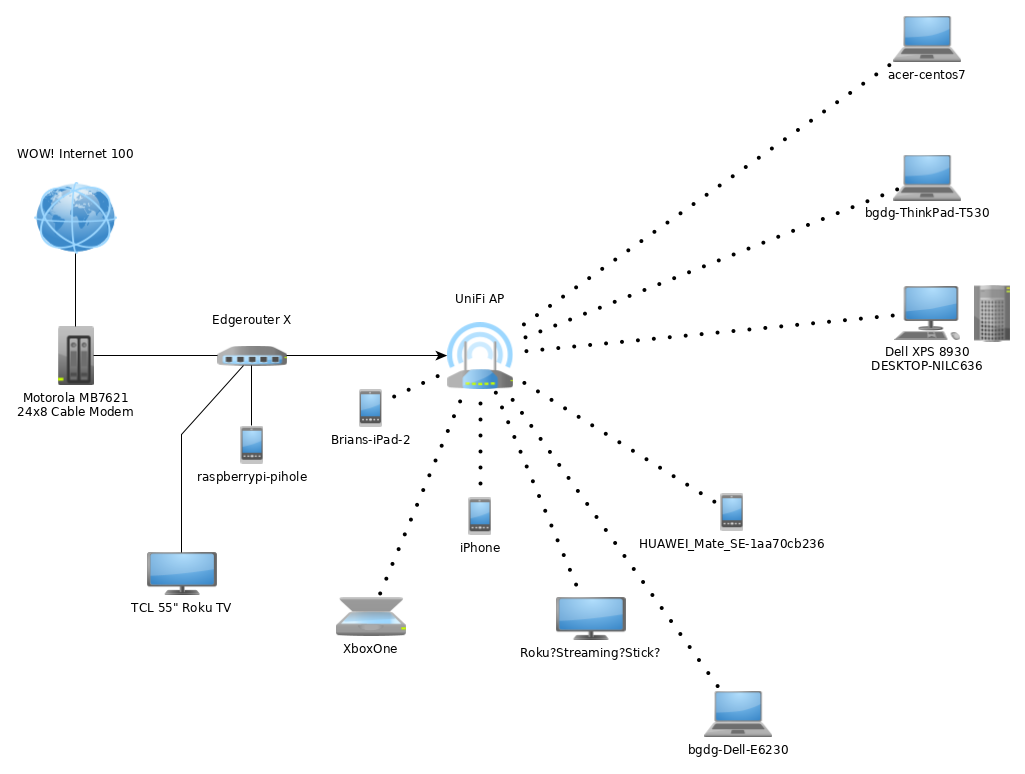 acer-centos7
WOW! Internet 100
bgdg-ThinkPad-T530
UniFi AP
Edgerouter X
Dell XPS 8930
DESKTOP-NILC636
Motorola MB7621
24x8 Cable Modem
Brians-iPad-2
raspberrypi-pihole
iPhone
HUAWEI_Mate_SE-1aa70cb236
TCL 55" Roku TV
XboxOne
Roku?Streaming?Stick?
bgdg-Dell-E6230